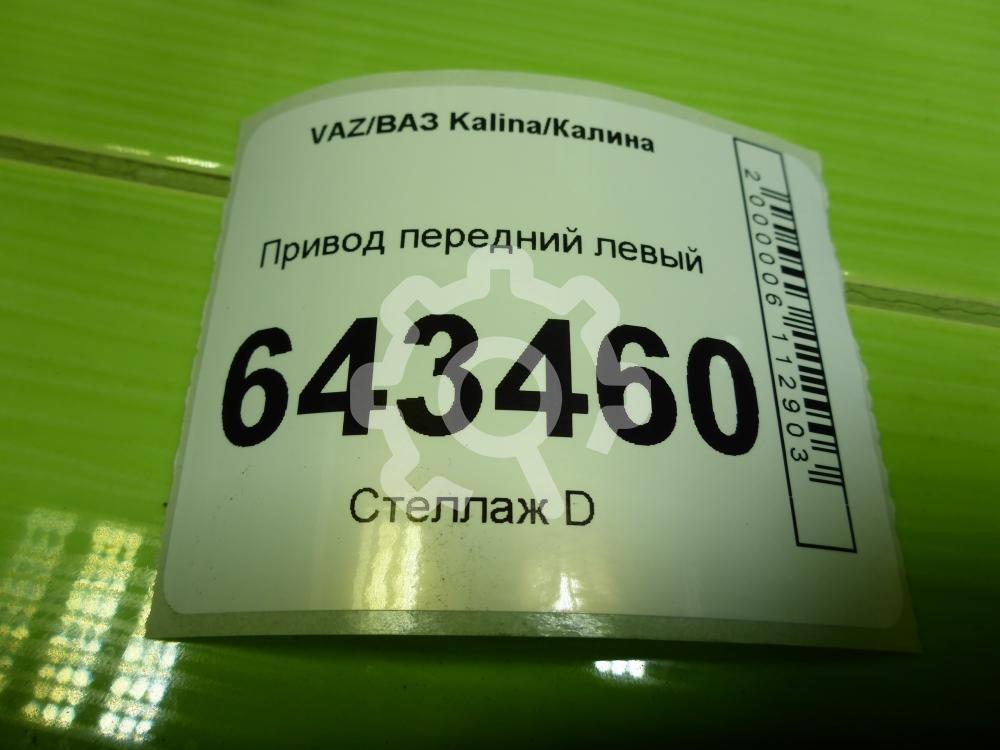 VAZ/ВАЗ Kalina/Калина
Привод передний левый
643460
Стеллаж D
2000006112903